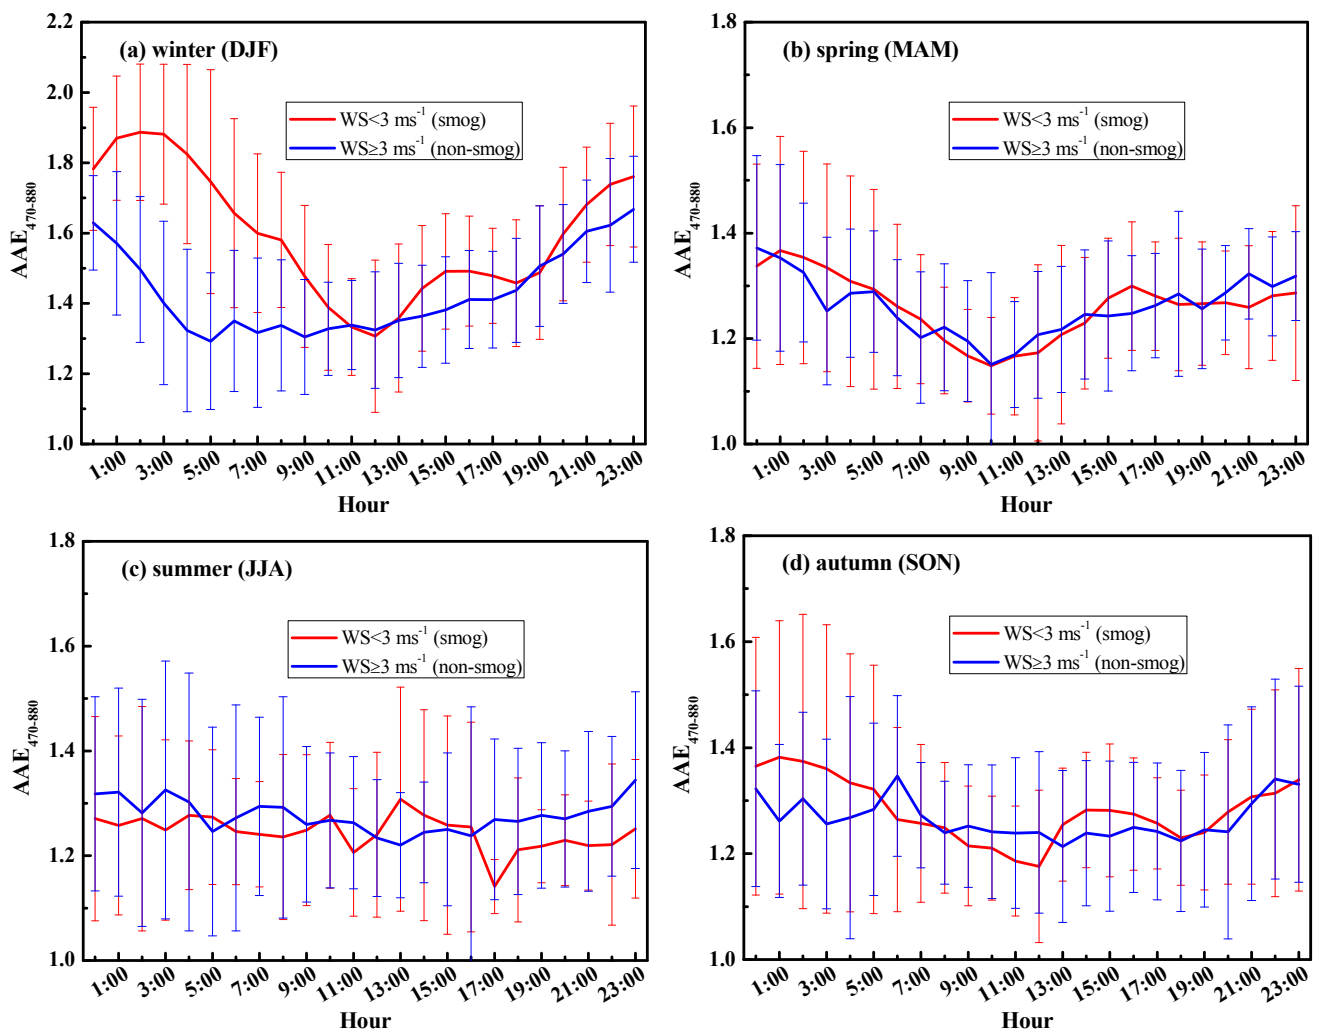 (a) winter (DJF)
WS<3 ms⁻¹ (smog)
WS≥3 ms⁻¹ (non-smog)
AAE₄₇₀₋₈₈₀
2.2
2.0
1.8
1.6
1.4
1.2
1.0
1:00 3:00 5:00 7:00 9:00 11:00 13:00 15:00 17:00 19:00 21:00 23:00
Hour
(b) spring (MAM)
WS<3 ms⁻¹ (smog)
WS≥3 ms⁻¹ (non-smog)
AAE₄₇₀₋₈₈₀
1.8
1.6
1.4
1.2
1.0
1:00 3:00 5:00 7:00 9:00 11:00 13:00 15:00 17:00 19:00 21:00 23:00
Hour
(c) summer (JJA)
WS<3 ms⁻¹ (smog)
WS≥3 ms⁻¹ (non-smog)
AAE₄₇₀₋₈₈₀
1.8
1.6
1.4
1.2
1.0
1:00 3:00 5:00 7:00 9:00 11:00 13:00 15:00 17:00 19:00 21:00 23:00
Hour
(d) autumn (SON)
WS<3 ms⁻¹ (smog)
WS≥3 ms⁻¹ (non-smog)
AAE₄₇₀₋₈₈₀
1.8
1.6
1.4
1.2
1.0
1:00 3:00 5:00 7:00 9:00 11:00 13:00 15:00 17:00 19:00 21:00 23:00
Hour